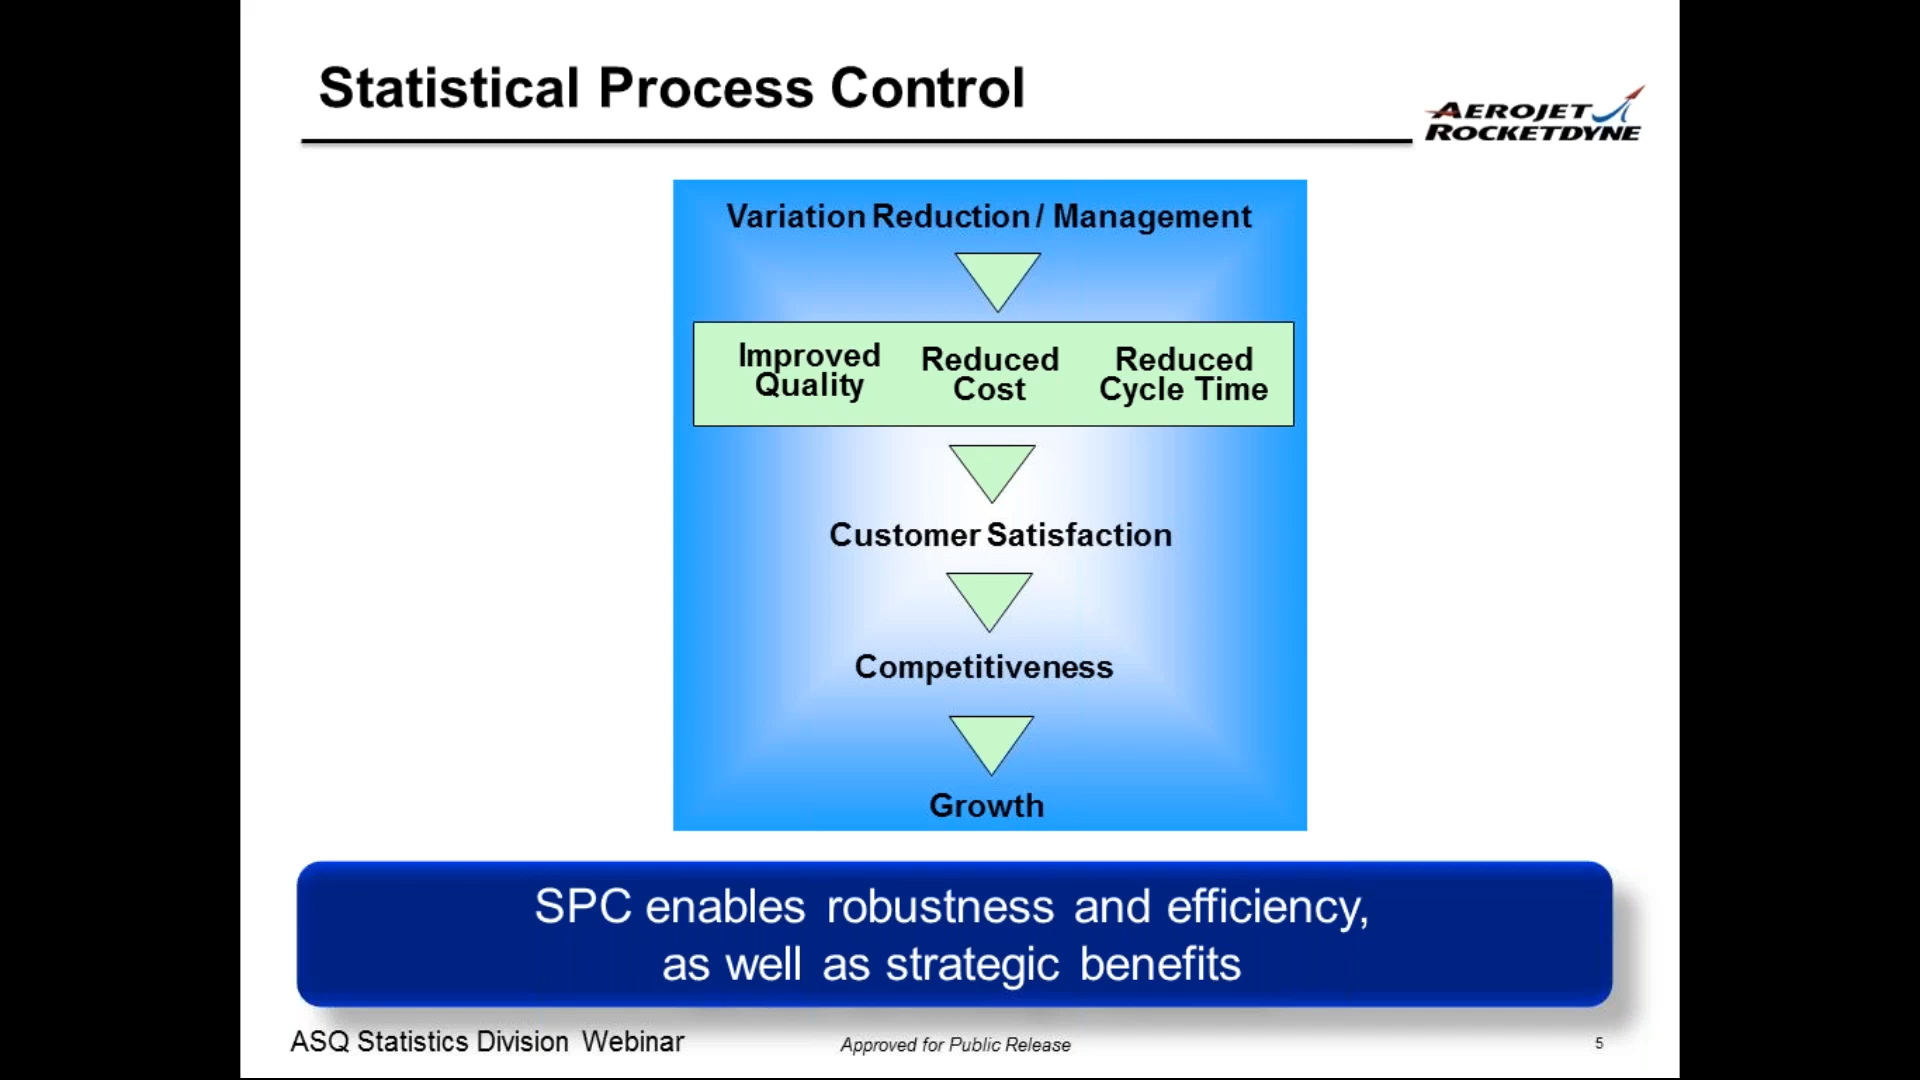 Statistical Process Control
AEROJET
ROCKETDYNE
Variation Reduction / Management
Improved
Quality
Reduced
Cost
Reduced
Cycle Time
Customer Satisfaction
Competitiveness
Growth
SPC enables robustness and efficiency,
as well as strategic benefits
ASQ Statistics Division Webinar
Approved for Public Release
5